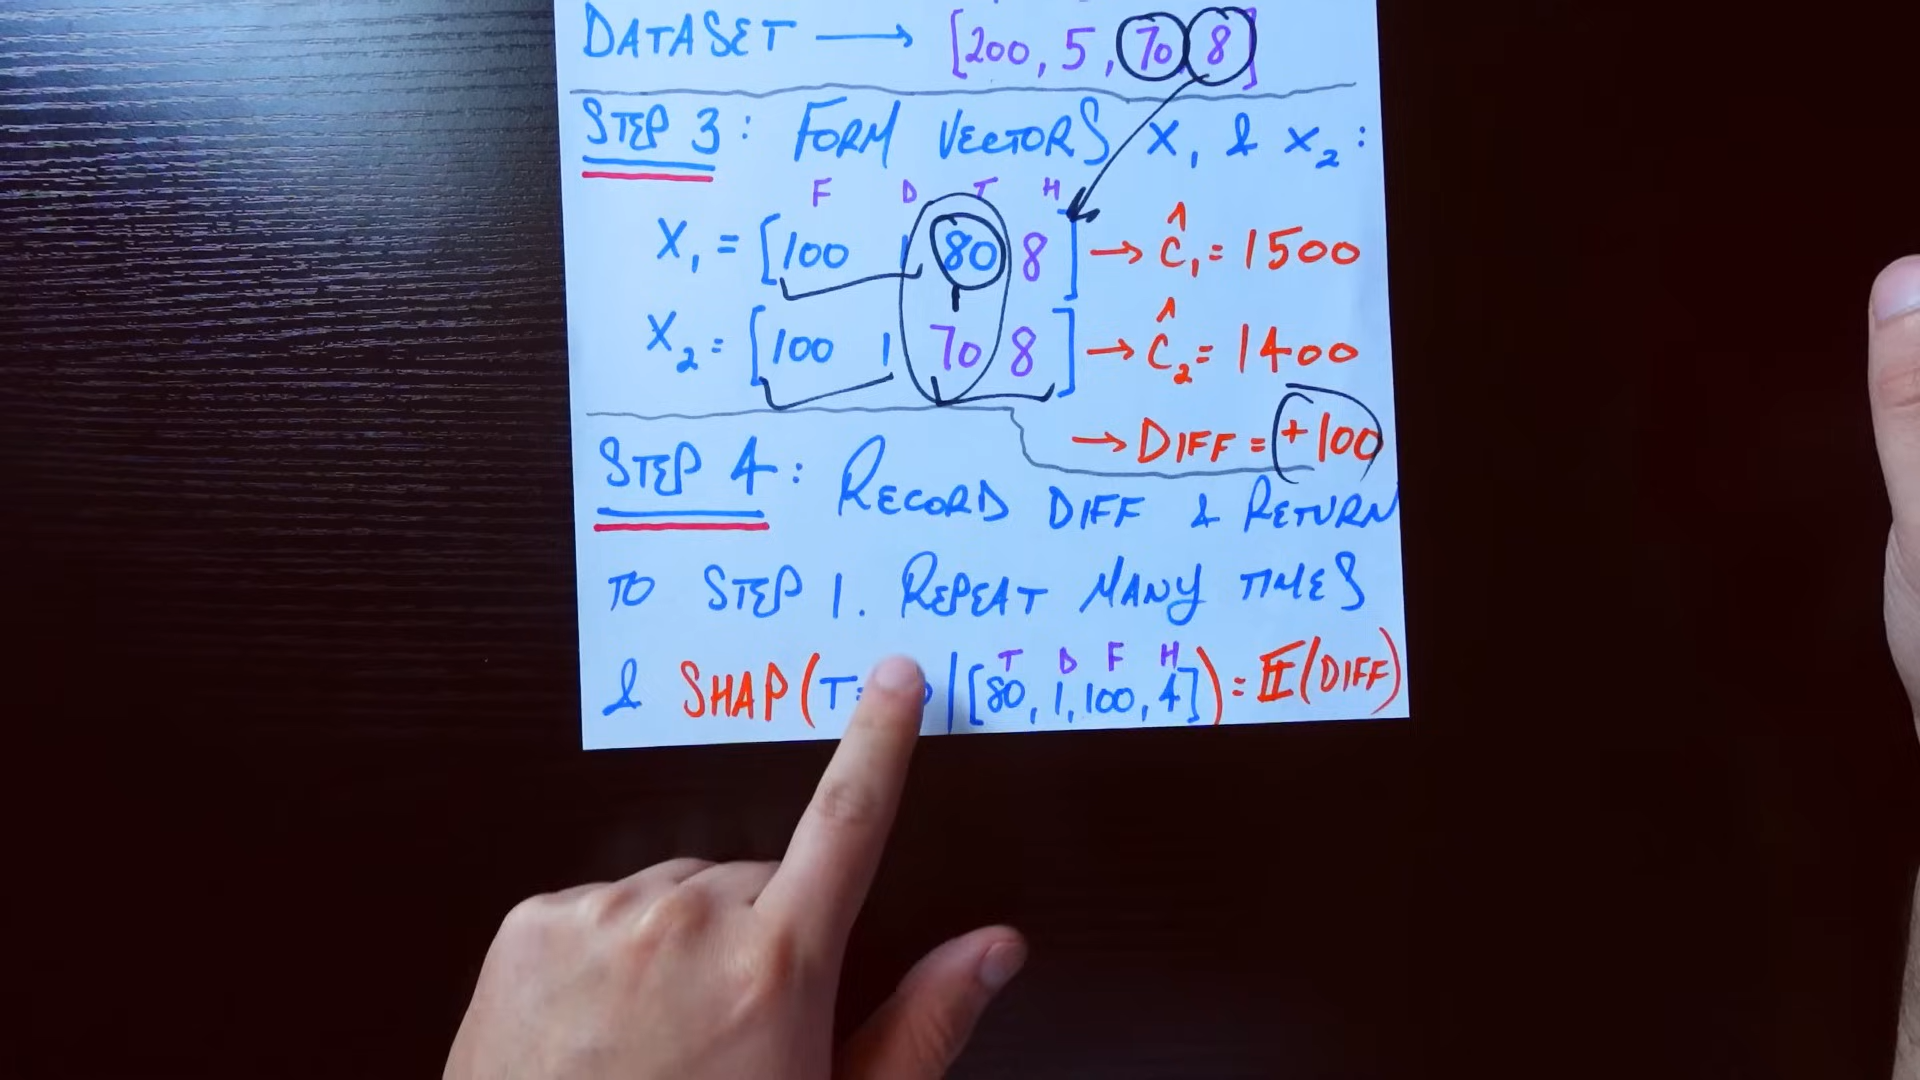 DATASET → [200, 5, 70, 8]
STEP 3: FORM VECTORS X₁ & X₂:
F D T H
X₁ = [100 1 80 8] → Ĉ₁ = 1500
X₂ = [100 1 70 8] → Ĉ₂ = 1400
→ DIFF = +100
STEP 4: RECORD DIFF & RETURN
TO STEP 1. REPEAT MANY TIMES
T D F H
& SHAP(T= | [80, 1, 100, 4]) = E(DIFF)